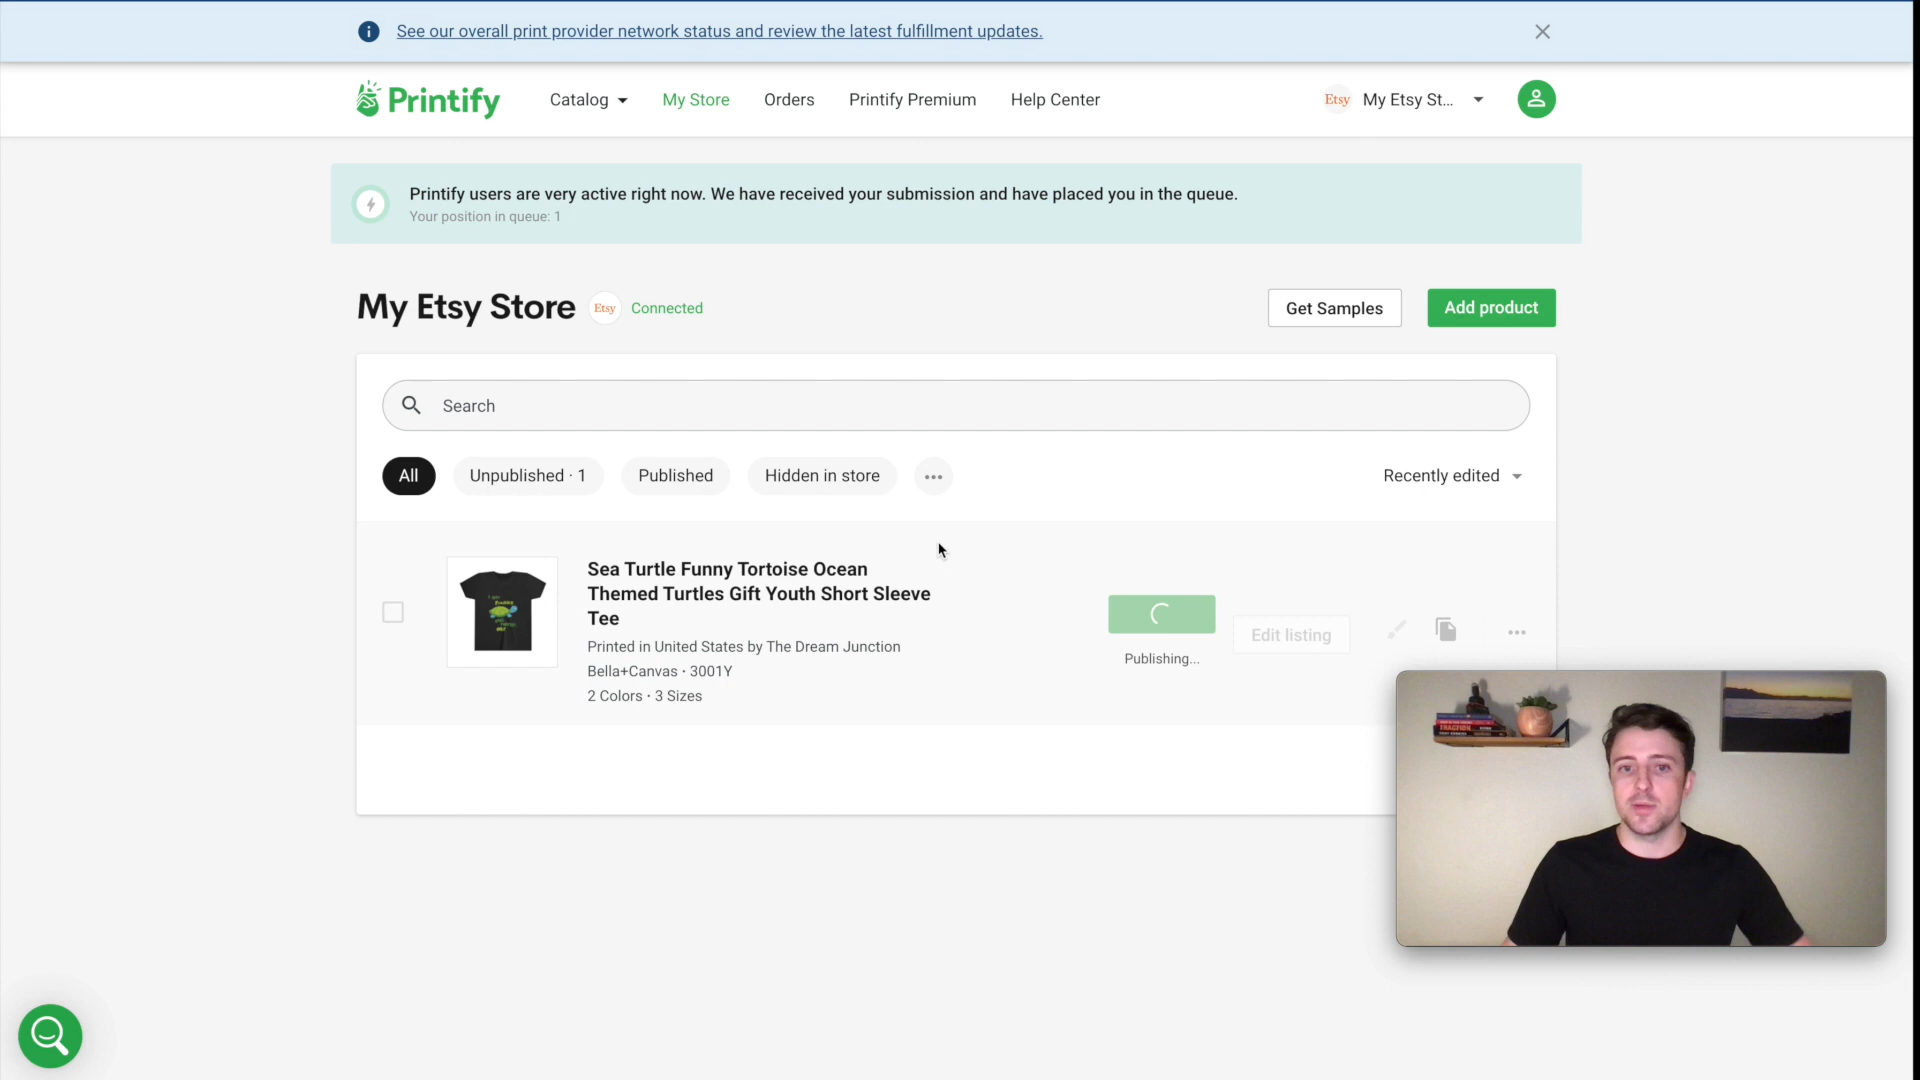 See our overall print provider network status and review the latest fulfillment updates.
Printify
Catalog
My Store
Orders
Printify Premium
Help Center
Etsy
My Etsy St...
Printify users are very active right now. We have received your submission and have placed you in the queue.
Your position in queue: 1
My Etsy Store
Etsy
Connected
Get Samples
Add product
Search
All
Unpublished · 1
Published
Hidden in store
Recently edited
Sea Turtle Funny Tortoise Ocean
Themed Turtles Gift Youth Short Sleeve
Tee
Printed in United States by The Dream Junction
Bella+Canvas · 3001Y
2 Colors · 3 Sizes
Publishing...
Edit listing
TRACTION